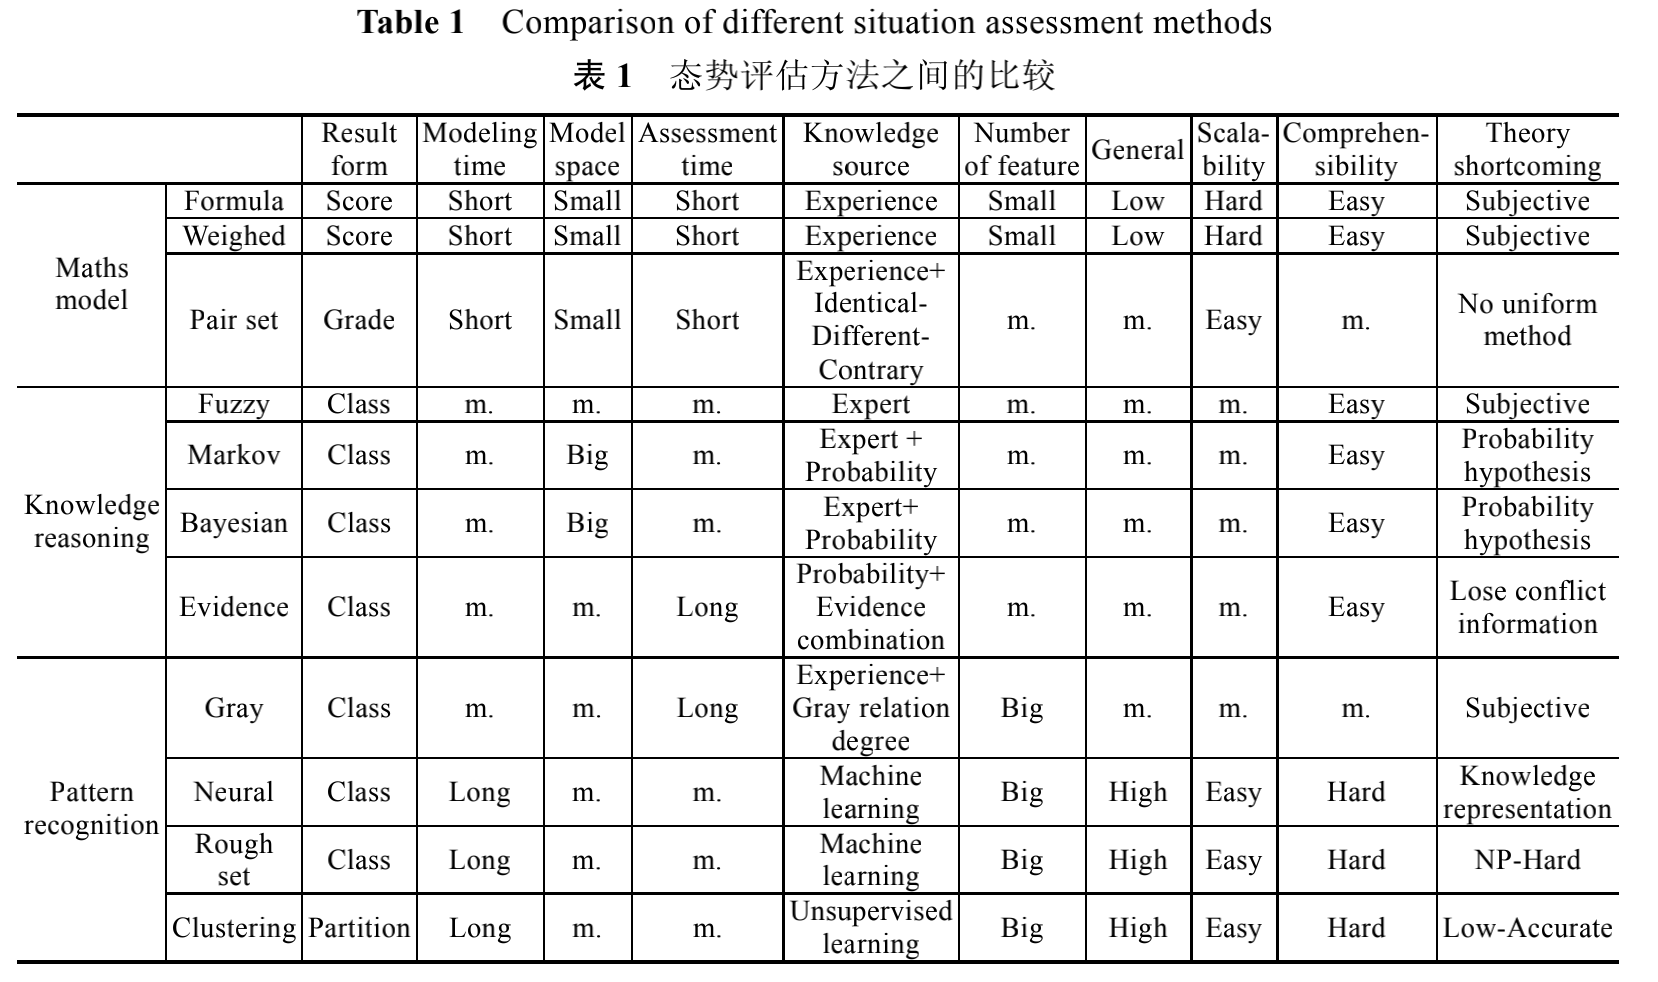 Table 1 Comparison of different situation assessment methods
表 1 态势评估方法之间的比较
Result form Modeling time Model space Assessment time Knowledge source Number of feature General Scala-bility Comprehen-sibility Theory shortcoming
Maths model
Formula Score Short Small Short Experience Small Low Hard Easy Subjective
Weighed Score Short Small Short Experience Small Low Hard Easy Subjective
Pair set Grade Short Small Short Experience+ Identical-Different-Contrary m. m. Easy m. No uniform method
Knowledge reasoning
Fuzzy Class m. m. m. Expert m. m. m. Easy Subjective
Markov Class m. Big m. Expert + Probability m. m. m. Easy Probability hypothesis
Bayesian Class m. Big m. Expert+ Probability m. m. m. Easy Probability hypothesis
Evidence Class m. m. Long Probability+ Evidence combination m. m. m. Easy Lose conflict information
Pattern recognition
Gray Class m. m. Long Experience+ Gray relation degree Big m. m. m. Subjective
Neural Class Long m. m. Machine learning Big High Easy Hard Knowledge representation
Rough set Class Long m. m. Machine learning Big High Easy Hard NP-Hard
Clustering Partition Long m. m. Unsupervised learning Big High Easy Hard Low-Accurate